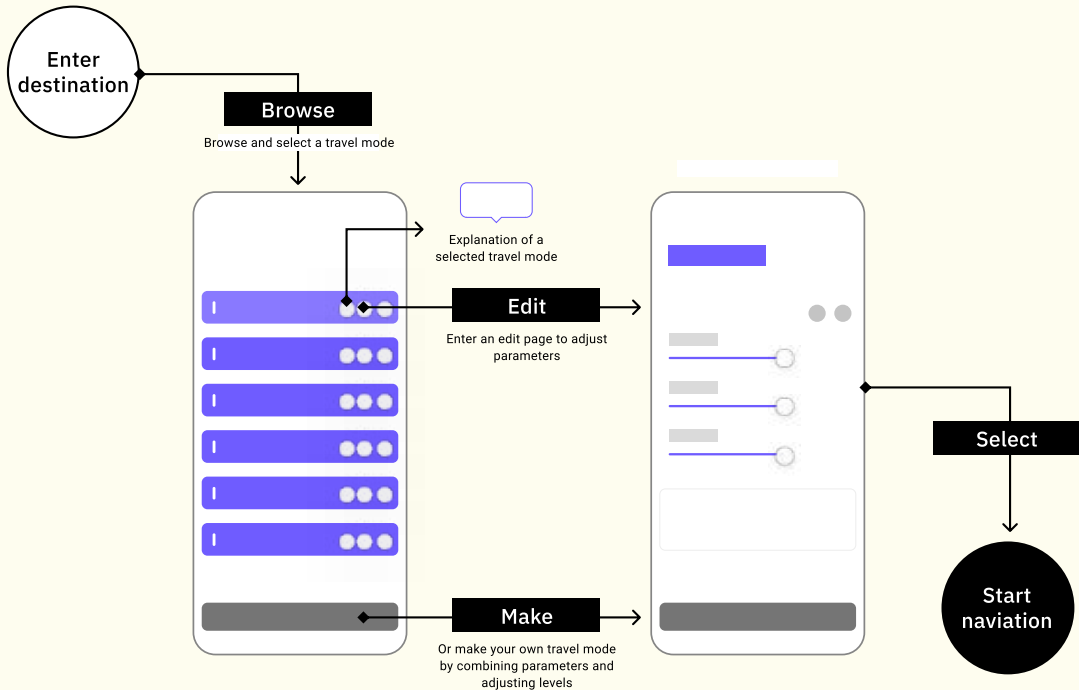 Enter
destination
Browse
Browse and select a travel mode
Explanation of a
selected travel mode
Edit
Enter an edit page to adjust
parameters
Select
Make
Or make your own travel mode
by combining parameters and
adjusting levels
Start
naviation